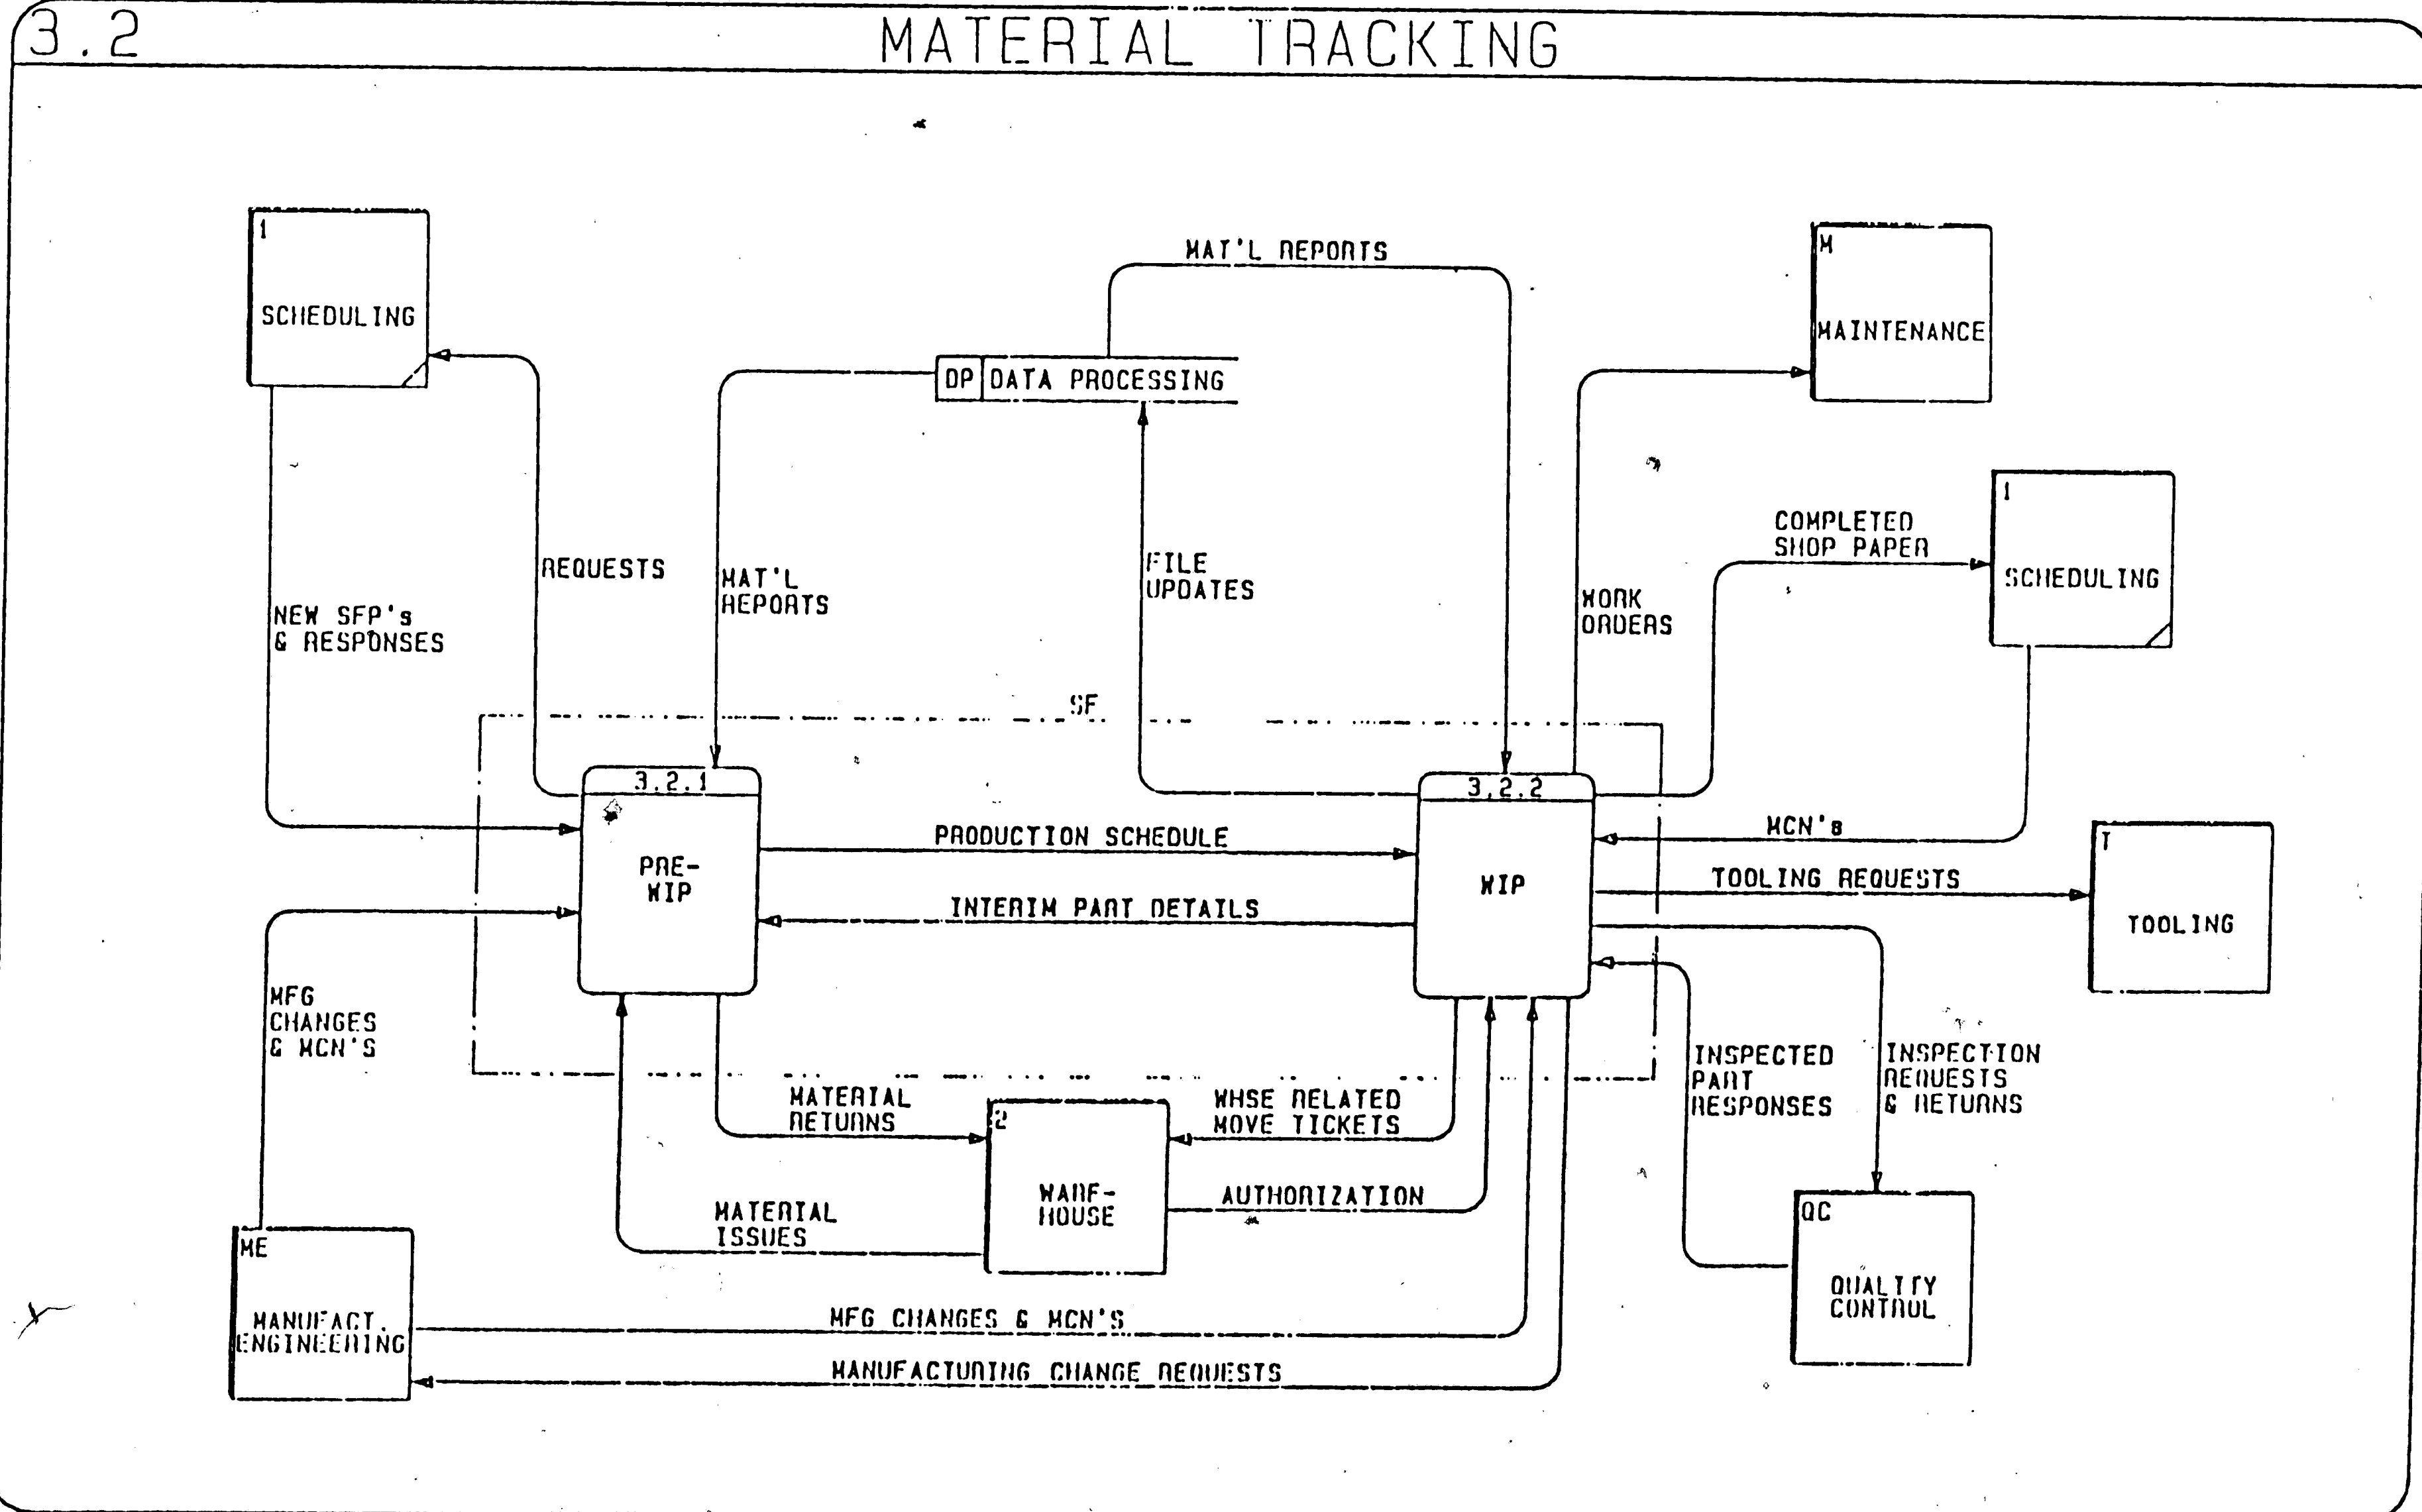 3.2
MATERIAL TRACKING
1
SCHEDULING
MAT'L REPORTS
M
MAINTENANCE
DP DATA PROCESSING
1
SCHEDULING
COMPLETED
SHOP PAPER
REQUESTS
MAT'L
REPORTS
FILE
UPDATES
WORK
ORDERS
NEW SFP's
& RESPONSES
SF
3.2.1
PRE-
WIP
3.2.2
WIP
PRODUCTION SCHEDULE
INTERIM PART DETAILS
MCN's
TOOLING REQUESTS
T
TOOLING
MFG
CHANGES
& MCN'S
INSPECTED
PART
RESPONSES
INSPECTION
REQUESTS
& RETURNS
MATERIAL
RETURNS
WHSE RELATED
MOVE TICKETS
2
WARE-
HOUSE
MATERIAL
ISSUES
AUTHORIZATION
QC
QUALITY
CONTROL
ME
MANUFACT.
ENGINEERING
MFG CHANGES & MCN'S
MANUFACTURING CHANGE REQUESTS